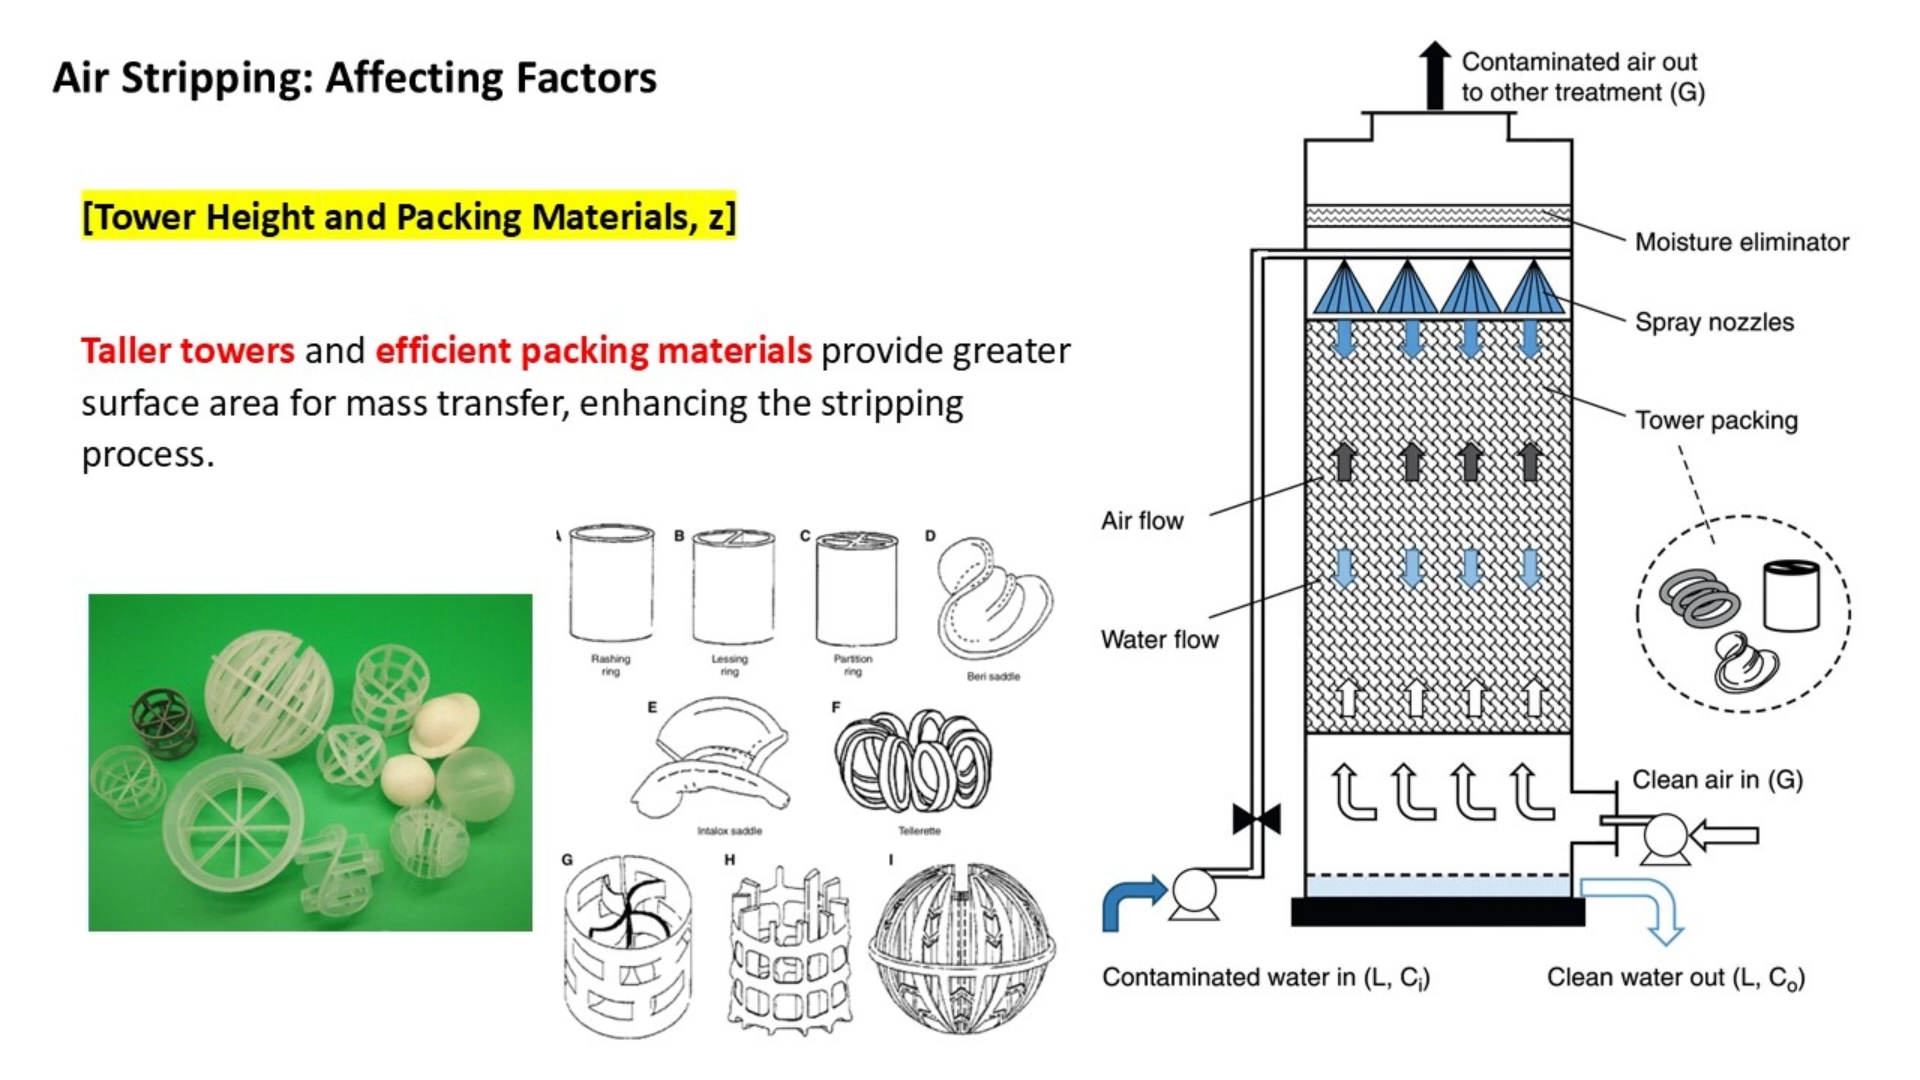 Air Stripping: Affecting Factors
[Tower Height and Packing Materials, z]
Taller towers and efficient packing materials provide greater
surface area for mass transfer, enhancing the stripping
process.
A
B
C
D
Rashing
ring
Lessing
ring
Partition
ring
Beri saddle
E
F
Intalox saddle
Tellerette
G
H
I
Contaminated air out
to other treatment (G)
Moisture eliminator
Spray nozzles
Tower packing
Air flow
Water flow
Clean air in (G)
Contaminated water in (L, Ci)
Clean water out (L, Co)